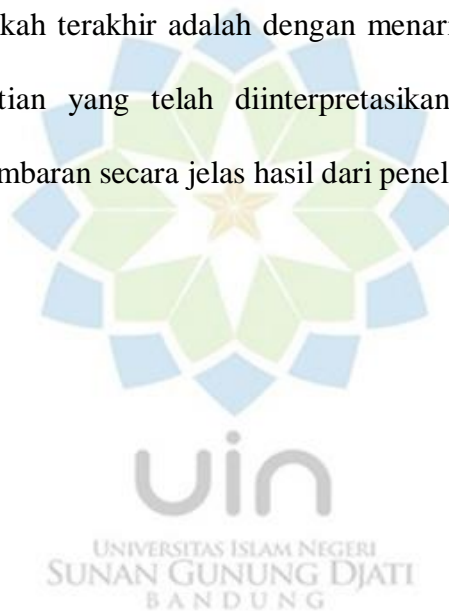 kah terakhir adalah dengan menari
tian yang telah diinterpretasikan
mbaran secara jelas hasil dari penel
uin
UNIVERSITAS ISLAM NEGERI
SUNAN GUNUNG DJATI
BANDUNG